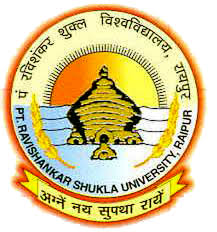 पं रविशंकर शुक्ल विश्वविद्यालय, रायपुर
PT. RAVISHANKAR SHUKLA UNIVERSITY, RAIPUR
अग्नें नय सुपथा रायें